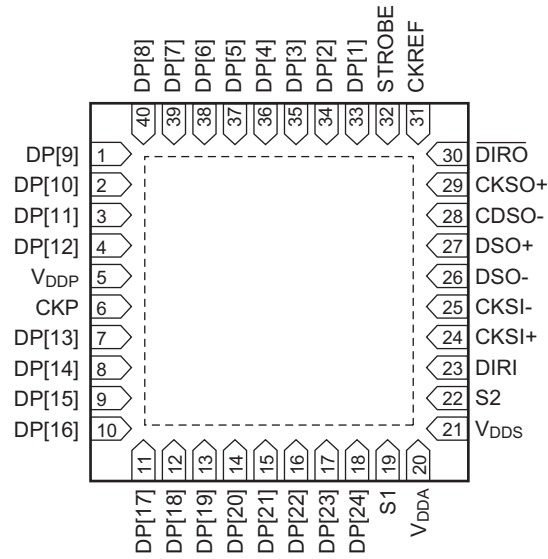 DP[8] DP[7] DP[6] DP[5] DP[4] DP[3] DP[2] DP[1] STROBE CKREF
40 39 38 37 36 35 34 33 32 31
DP[9] 1 30 DIRO
DP[10] 2 29 CKSO+
DP[11] 3 28 CDSO-
DP[12] 4 27 DSO+
VDDP 5 26 DSO-
CKP 6 25 CKSI-
DP[13] 7 24 CKSI+
DP[14] 8 23 DIRI
DP[15] 9 22 S2
DP[16] 10 21 VDDS
11 12 13 14 15 16 17 18 19 20
DP[17] DP[18] DP[19] DP[20] DP[21] DP[22] DP[23] DP[24] S1 VDDA